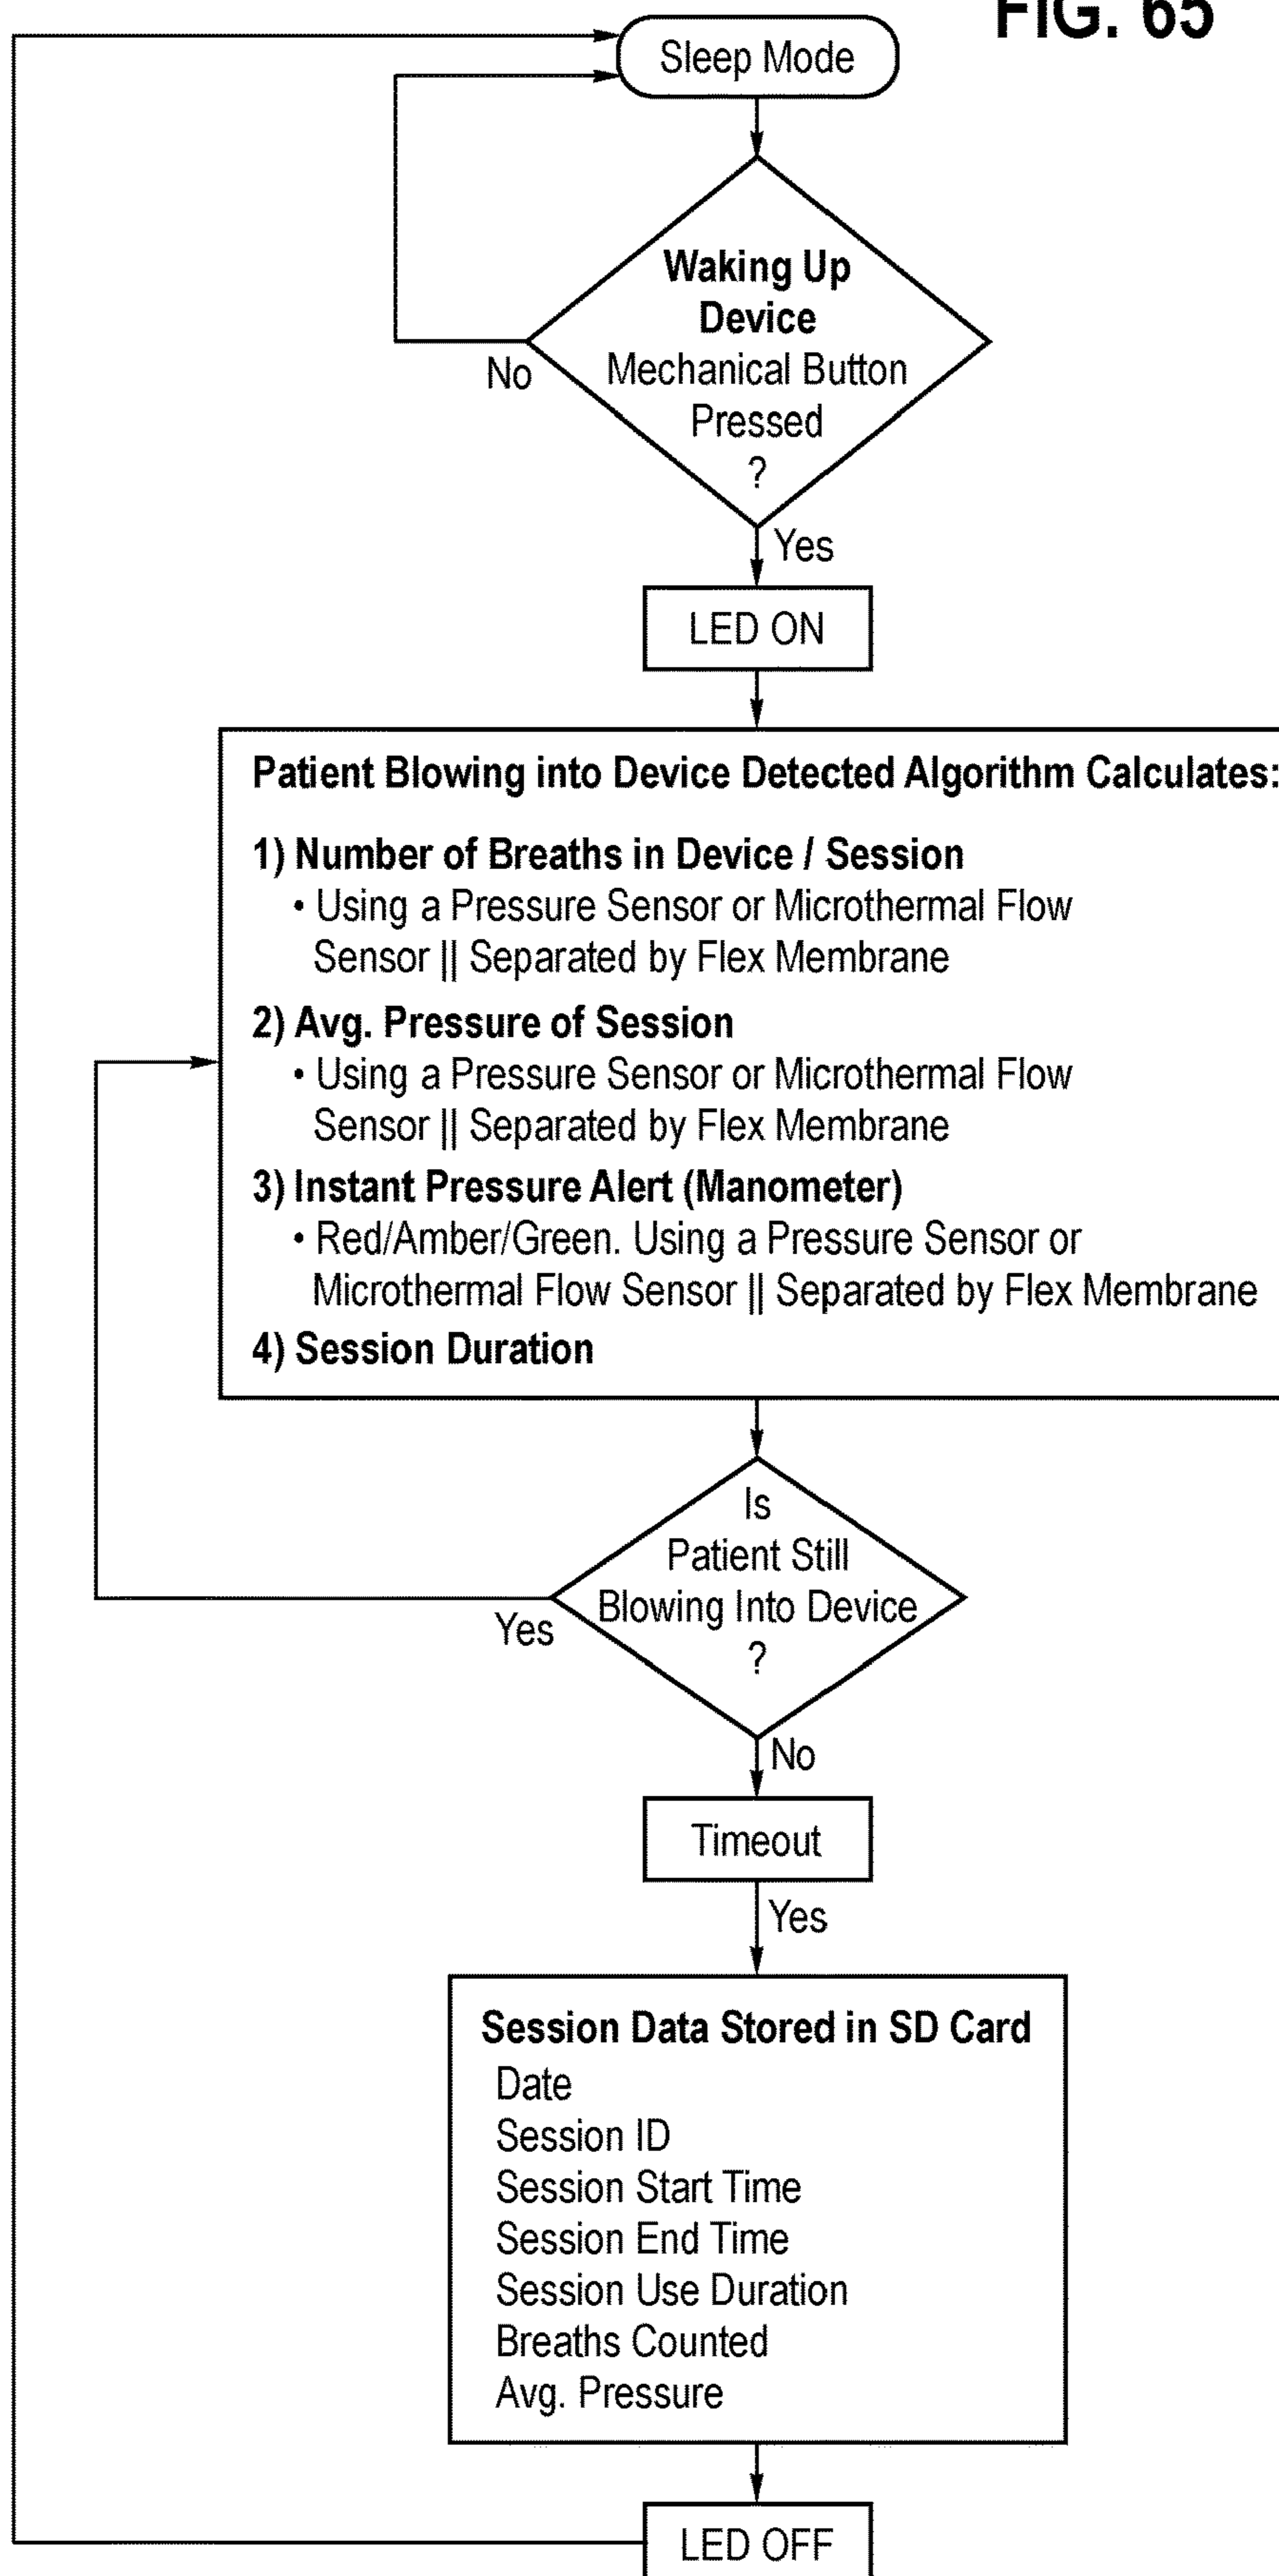 FIG. 65
Sleep Mode
Waking Up
Device
Mechanical Button
Pressed
?
No
Yes
LED ON
Patient Blowing into Device Detected Algorithm Calculates:
1) Number of Breaths in Device / Session
• Using a Pressure Sensor or Microthermal Flow
Sensor || Separated by Flex Membrane
2) Avg. Pressure of Session
• Using a Pressure Sensor or Microthermal Flow
Sensor || Separated by Flex Membrane
3) Instant Pressure Alert (Manometer)
• Red/Amber/Green. Using a Pressure Sensor or
Microthermal Flow Sensor || Separated by Flex Membrane
4) Session Duration
Is
Patient Still
Blowing Into Device
?
Yes
No
Timeout
Yes
Session Data Stored in SD Card
Date
Session ID
Session Start Time
Session End Time
Session Use Duration
Breaths Counted
Avg. Pressure
LED OFF